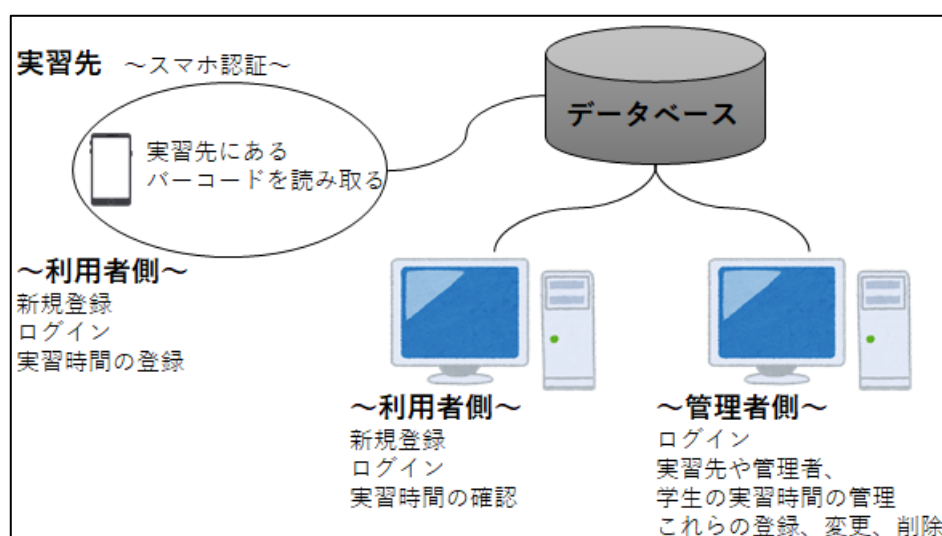 実習先 ～スマホ認証～
データベース
実習先にある
バーコードを読み取る
～利用者側～
新規登録
ログイン
実習時間の登録
～利用者側～
新規登録
ログイン
実習時間の確認
～管理者側～
ログイン
実習先や管理者、
学生の実習時間の管理
これらの登録、変更、削除